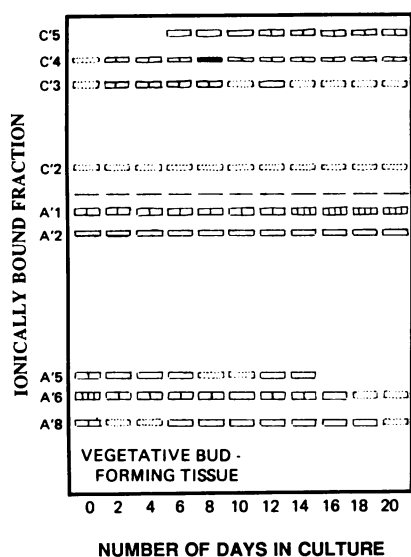 C'5
C'4
C'3
C'2
A'1
A'2
A'5
A'6
A'8
IONICALLY BOUND FRACTION
VEGETATIVE BUD -
FORMING TISSUE
0 2 4 6 8 10 12 14 16 18 20
NUMBER OF DAYS IN CULTURE